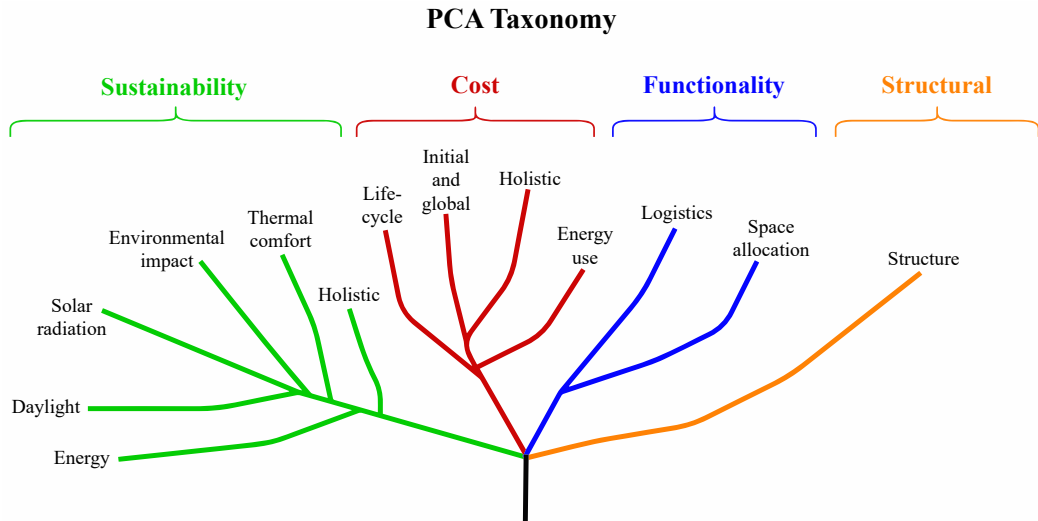 PCA Taxonomy
Sustainability
Cost
Functionality
Structural
Solar
radiation
Environmental
impact
Thermal
comfort
Holistic
Daylight
Energy
Life-
cycle
Initial
and
global
Holistic
Energy
use
Logistics
Space
allocation
Structure